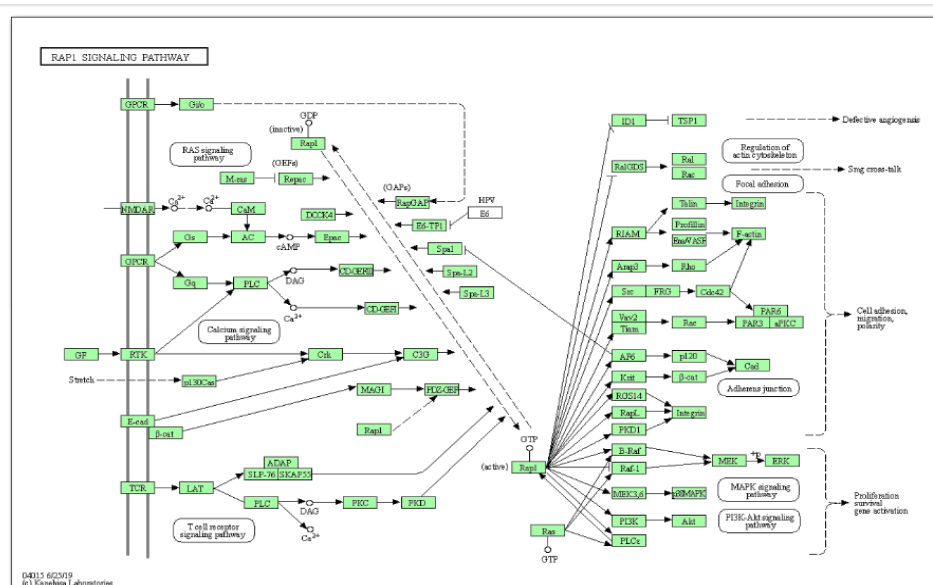 RAP1 SIGNALING PATHWAY
GPCR
Gi/o
GDP
(inactive)
Rap1
RAS signaling
pathway
(GEFs)
M-ras
Repac
(GAPs)
RapGAP
HPV
E6
E6-TP1
NMDAR
Ca2+
Ca2+
CaM
DOCK4
Gs
AC
cAMP
Epac
Spa1
GPCR
Gq
PLC
DAG
CD-GEFII
Spa-L2
Ca2+
CD-GEFI
Spa-L3
Calcium signaling
pathway
GF
RTK
Crk
C3G
Stretch
p130Cas
MAGI
PDZ-GEF
E-cad
β-cat
Rap1
GTP
(active)
Rap1
TCR
LAT
ADAP
SLP-76
SKAP55
PLC
DAG
PKC
PKD
Ca2+
T cell receptor
signaling pathway
Ras
GTP
ID1
TSP1
Defective angiogenesis
RalGDS
Ral
Rac
Regulation of
actin cytoskeleton
Smg cross-talk
Focal adhesion
Talin
Integrin
RIAM
Profilin
Ena/VASP
F-actin
Arap3
Rho
Src
FRG
Cdc42
Vav2
Tiam
Rac
PAR6
PAR3
aPKC
Cell adhesion,
migration,
polarity
AF6
p120
Cad
Krit
β-cat
Adherens junction
RGS14
RapL
Integrin
PKD1
B-Raf
Raf-1
MEK
+p
ERK
MEK3,6
p38MAPK
MAPK signaling
pathway
PI3K
Akt
PI3K-Akt signaling
pathway
PLCε
Proliferation
survival
gene activation
04015 6/25/19
(c) Kanehisa Laboratories